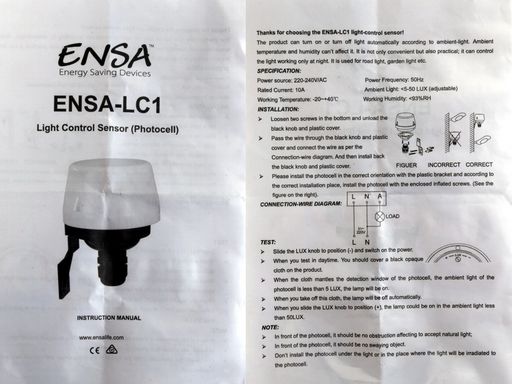 ENSA™
Energy Saving Devices
ENSA-LC1
Light Control Sensor (Photocell)
INSTRUCTION MANUAL
www.ensalife.com
CE
Thanks for choosing the ENSA-LC1 light-control sensor!
The product can turn on or turn off light automatically according to ambient-light. Ambient
temperature and humidity can't affect it. It is not only convenient but also practical; it can control
the light working only at night. It is used for road light, garden light etc.
SPECIFICATION:
Power source: 220-240V/AC Power Frequency: 50Hz
Rated Current: 10A Ambient Light: <5-50 LUX (adjustable)
Working Temperature: -20~+40℃ Working Humidity: <93%RH
INSTALLATION:
➢ Loosen two screws in the bottom and unload the
black knob and plastic cover.
➢ Pass the wire through the black knob and plastic
cover and connect the wire as per the
Connection-wire diagram. And then install back
the black knob and plastic cover.
FIGUER INCORRECT CORRECT
➢ Please install the photocell in the correct orientation with the plastic bracket and according to
the correct installation place, install the photocell with the enclosed inflated screws. (See the
figure on the right).
CONNECTION-WIRE DIAGRAM:
L N A
LOAD
220V
L N
TEST:
➢ Slide the LUX knob to position (-) and switch on the power.
➢ When you test in daytime. You should cover a black opaque
cloth on the product.
- LUX +
➢ When the cloth mantles the detection window of the photocell, the ambient light of the
photocell is less than 5 LUX, the lamp will be on.
➢ When you take off this cloth, the lamp will be off automatically.
➢ When you slide the LUX knob to position (+), the lamp could be on in the ambient light less
than 50LUX.
NOTE:
➢ In front of the photocell, it should be no obstruction affecting to accept natural light;
➢ In front of the photocell, it should be no swaying object.
➢ Don't install the photocell under the light or in the place where the light will be irradiated to
the photocell.